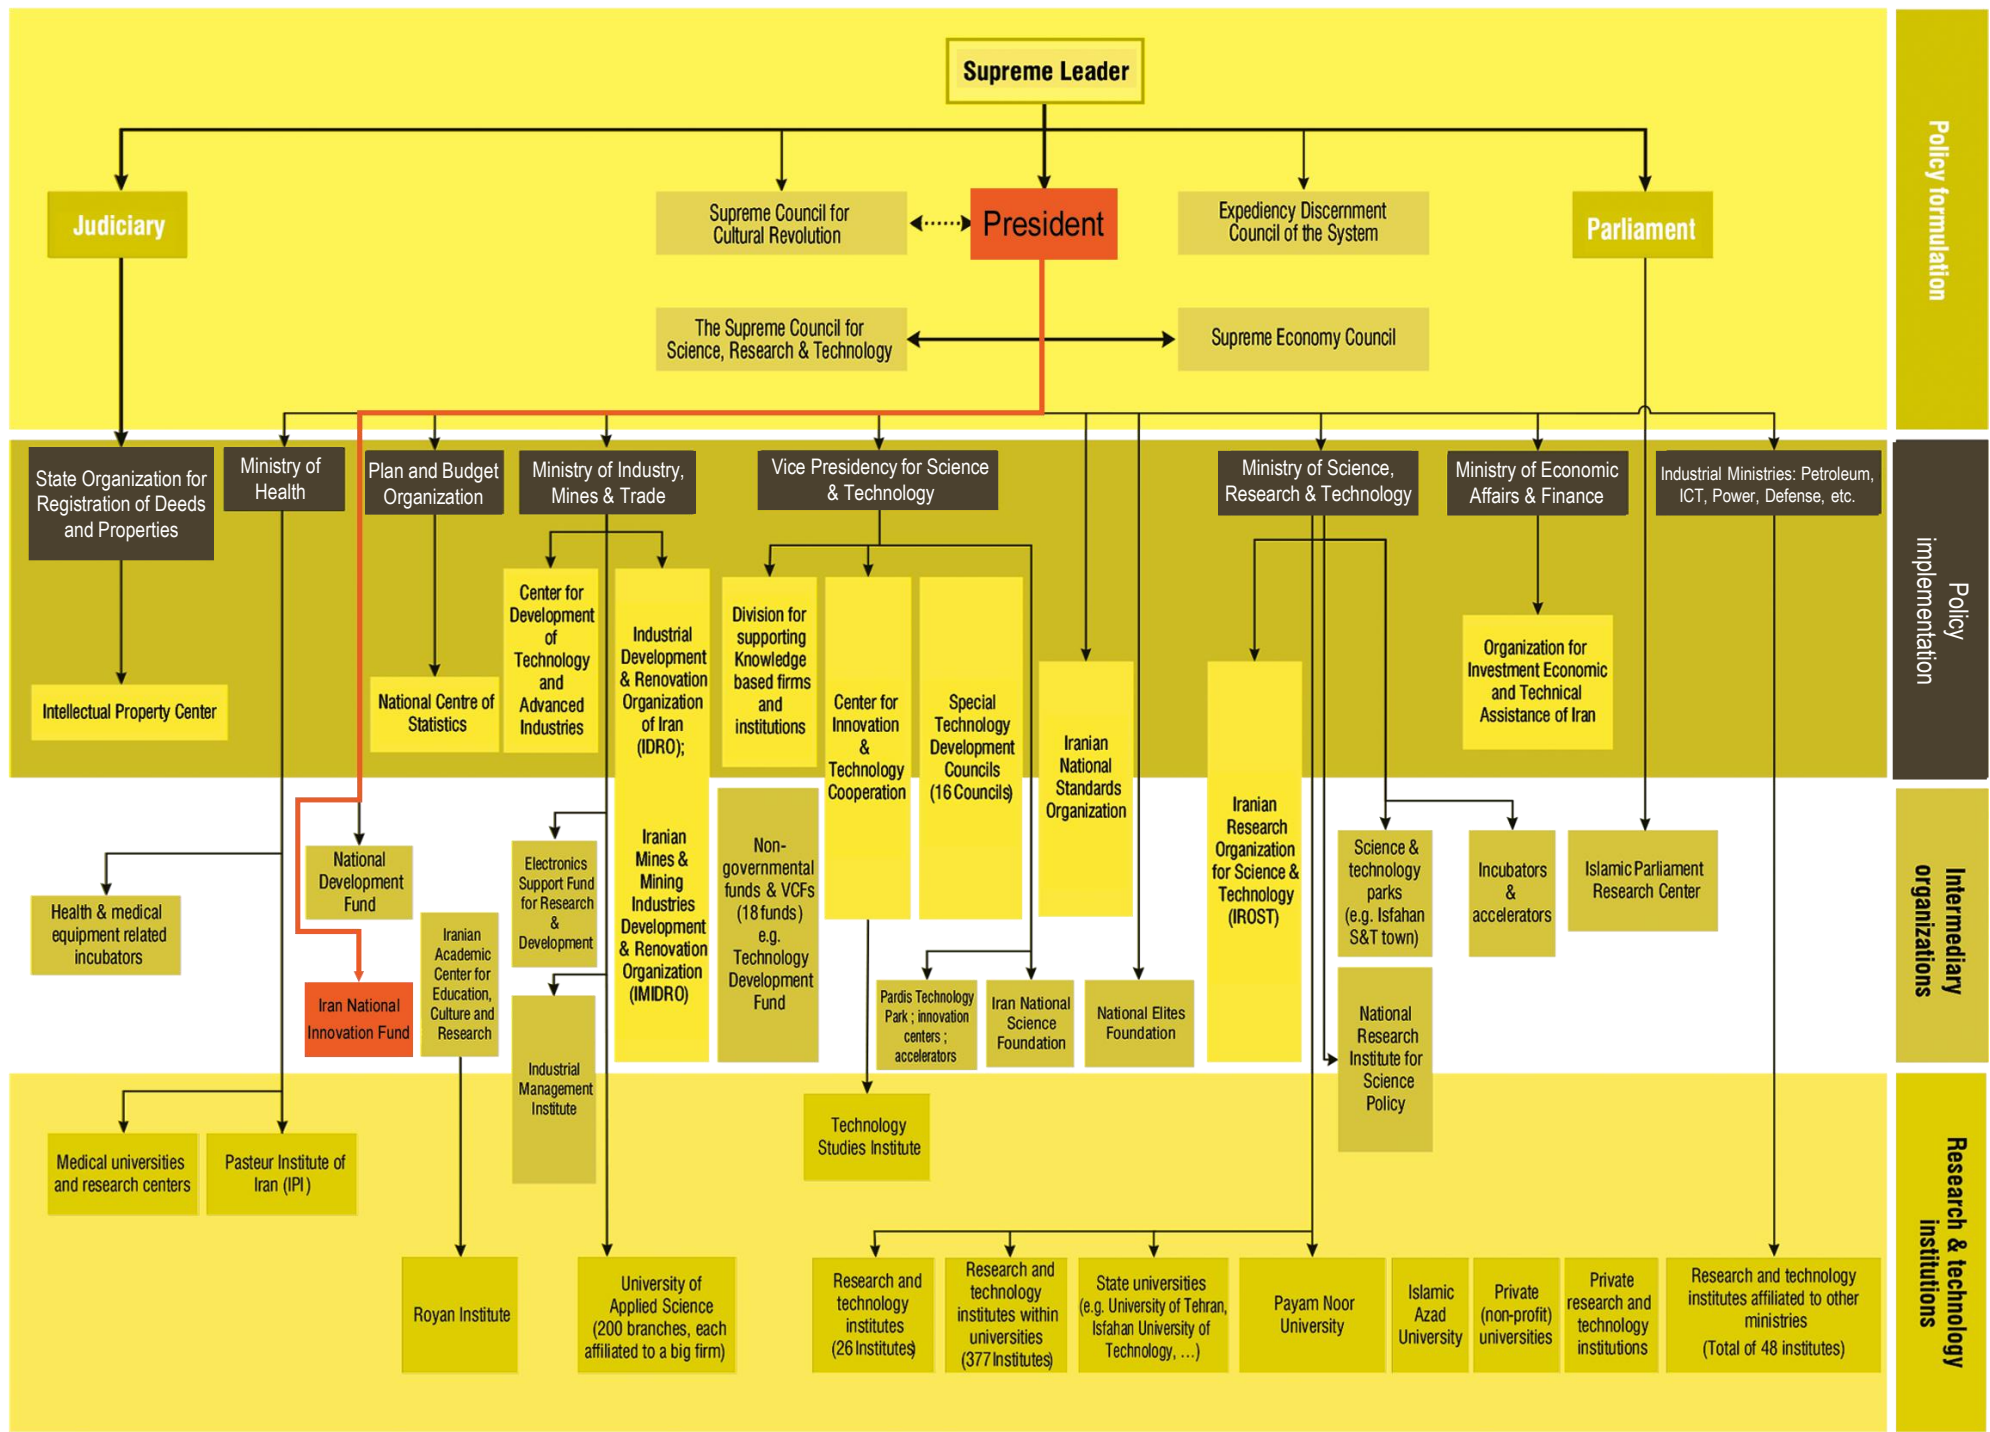 Supreme Leader
Policy formulation
Judiciary
Supreme Council for
Cultural Revolution
President
Expediency Discernment
Council of the System
Parliament
The Supreme Council for
Science, Research & Technology
Supreme Economy Council
State Organization for
Registration of Deeds
and Properties
Ministry of
Health
Plan and Budget
Organization
Ministry of Industry,
Mines & Trade
Vice Presidency for Science
& Technology
Ministry of Science,
Research & Technology
Ministry of Economic
Affairs & Finance
Industrial Ministries: Petroleum,
ICT, Power, Defense, etc.
Policy
implementation
Intellectual Property Center
National Centre of
Statistics
Center for
Development
of
Technology
and
Advanced
Industries
Industrial
Development
& Renovation
Organization
of Iran
(IDRO);
Iranian
Mines &
Mining
Industries
Development
& Renovation
Organization
(IMIDRO)
Division for
supporting
Knowledge
based firms
and
institutions
Center for
Innovation
&
Technology
Cooperation
Special
Technology
Development
Councils
(16 Councils)
Iranian
National
Standards
Organization
Iranian
Research
Organization
for Science &
Technology
(IROST)
Organization for
Investment Economic
and Technical
Assistance of Iran
Intermediary
organizations
Health & medical
equipment related
incubators
National
Development
Fund
Iran National
Innovation Fund
Iranian
Academic
Center for
Education,
Culture and
Research
Electronics
Support Fund
for Research
&
Development
Industrial
Management
Institute
Non-
governmental
funds & VCFs
(18 funds)
e.g.
Technology
Development
Fund
Pardis Technology
Park ; innovation
centers ;
accelerators
Iran National
Science
Foundation
National Elites
Foundation
Science &
technology
parks
(e.g. Isfahan
S&T town)
Incubators
&
accelerators
Islamic Parliament
Research Center
National
Research
Institute for
Science
Policy
Research & technology
institutions
Medical universities
and research centers
Pasteur Institute of
Iran (IPI)
Technology
Studies Institute
Royan Institute
University of
Applied Science
(200 branches, each
affiliated to a big firm)
Research and
technology
institutes
(26 Institutes)
Research and
technology
institutes within
universities
(377 Institutes)
State universities
(e.g. University of Tehran,
Isfahan University of
Technology, ...)
Payam Noor
University
Islamic
Azad
University
Private
(non-profit)
universities
Private
research and
technology
institutions
Research and technology
institutes affiliated to other
ministries
(Total of 48 institutes)